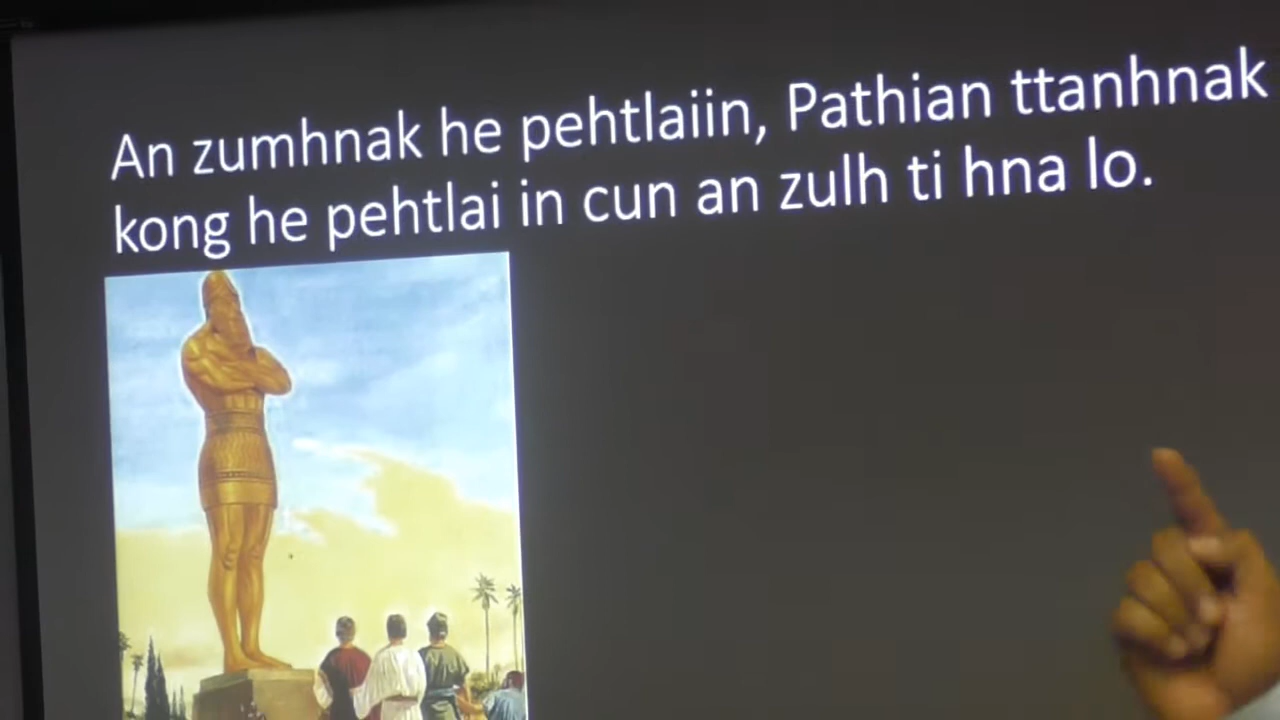 An zumhnak he pehtlaiin, Pathian ttanhnak
kong he pehtlai in cun an zulh ti hna lo.